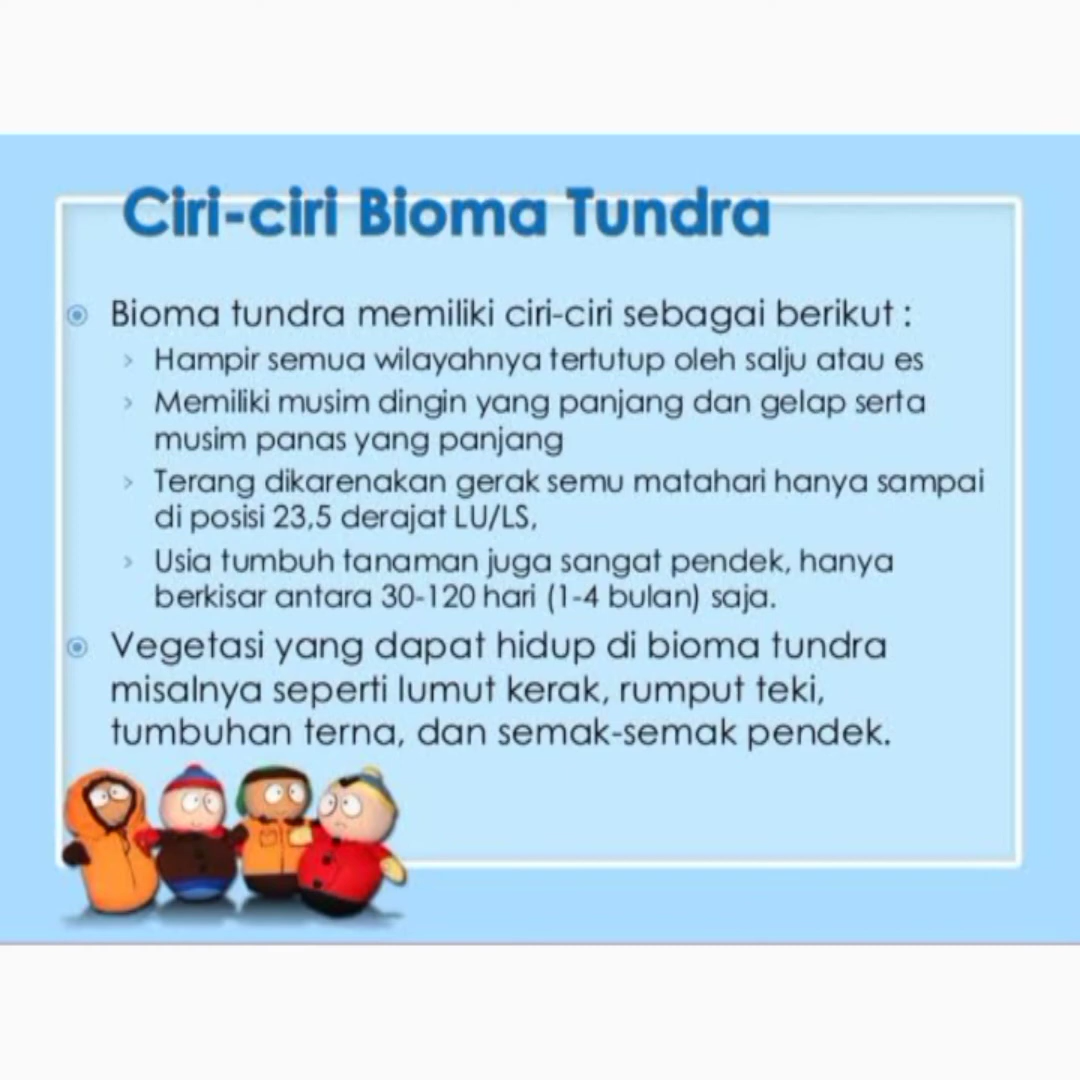 Ciri-ciri Bioma Tundra
Bioma tundra memiliki ciri-ciri sebagai berikut :
Hampir semua wilayahnya tertutup oleh salju atau es
Memiliki musim dingin yang panjang dan gelap serta
musim panas yang panjang
Terang dikarenakan gerak semu matahari hanya sampai
di posisi 23,5 derajat LU/LS,
Usia tumbuh tanaman juga sangat pendek, hanya
berkisar antara 30-120 hari (1-4 bulan) saja.
Vegetasi yang dapat hidup di bioma tundra
misalnya seperti lumut kerak, rumput teki,
tumbuhan terna, dan semak-semak pendek.